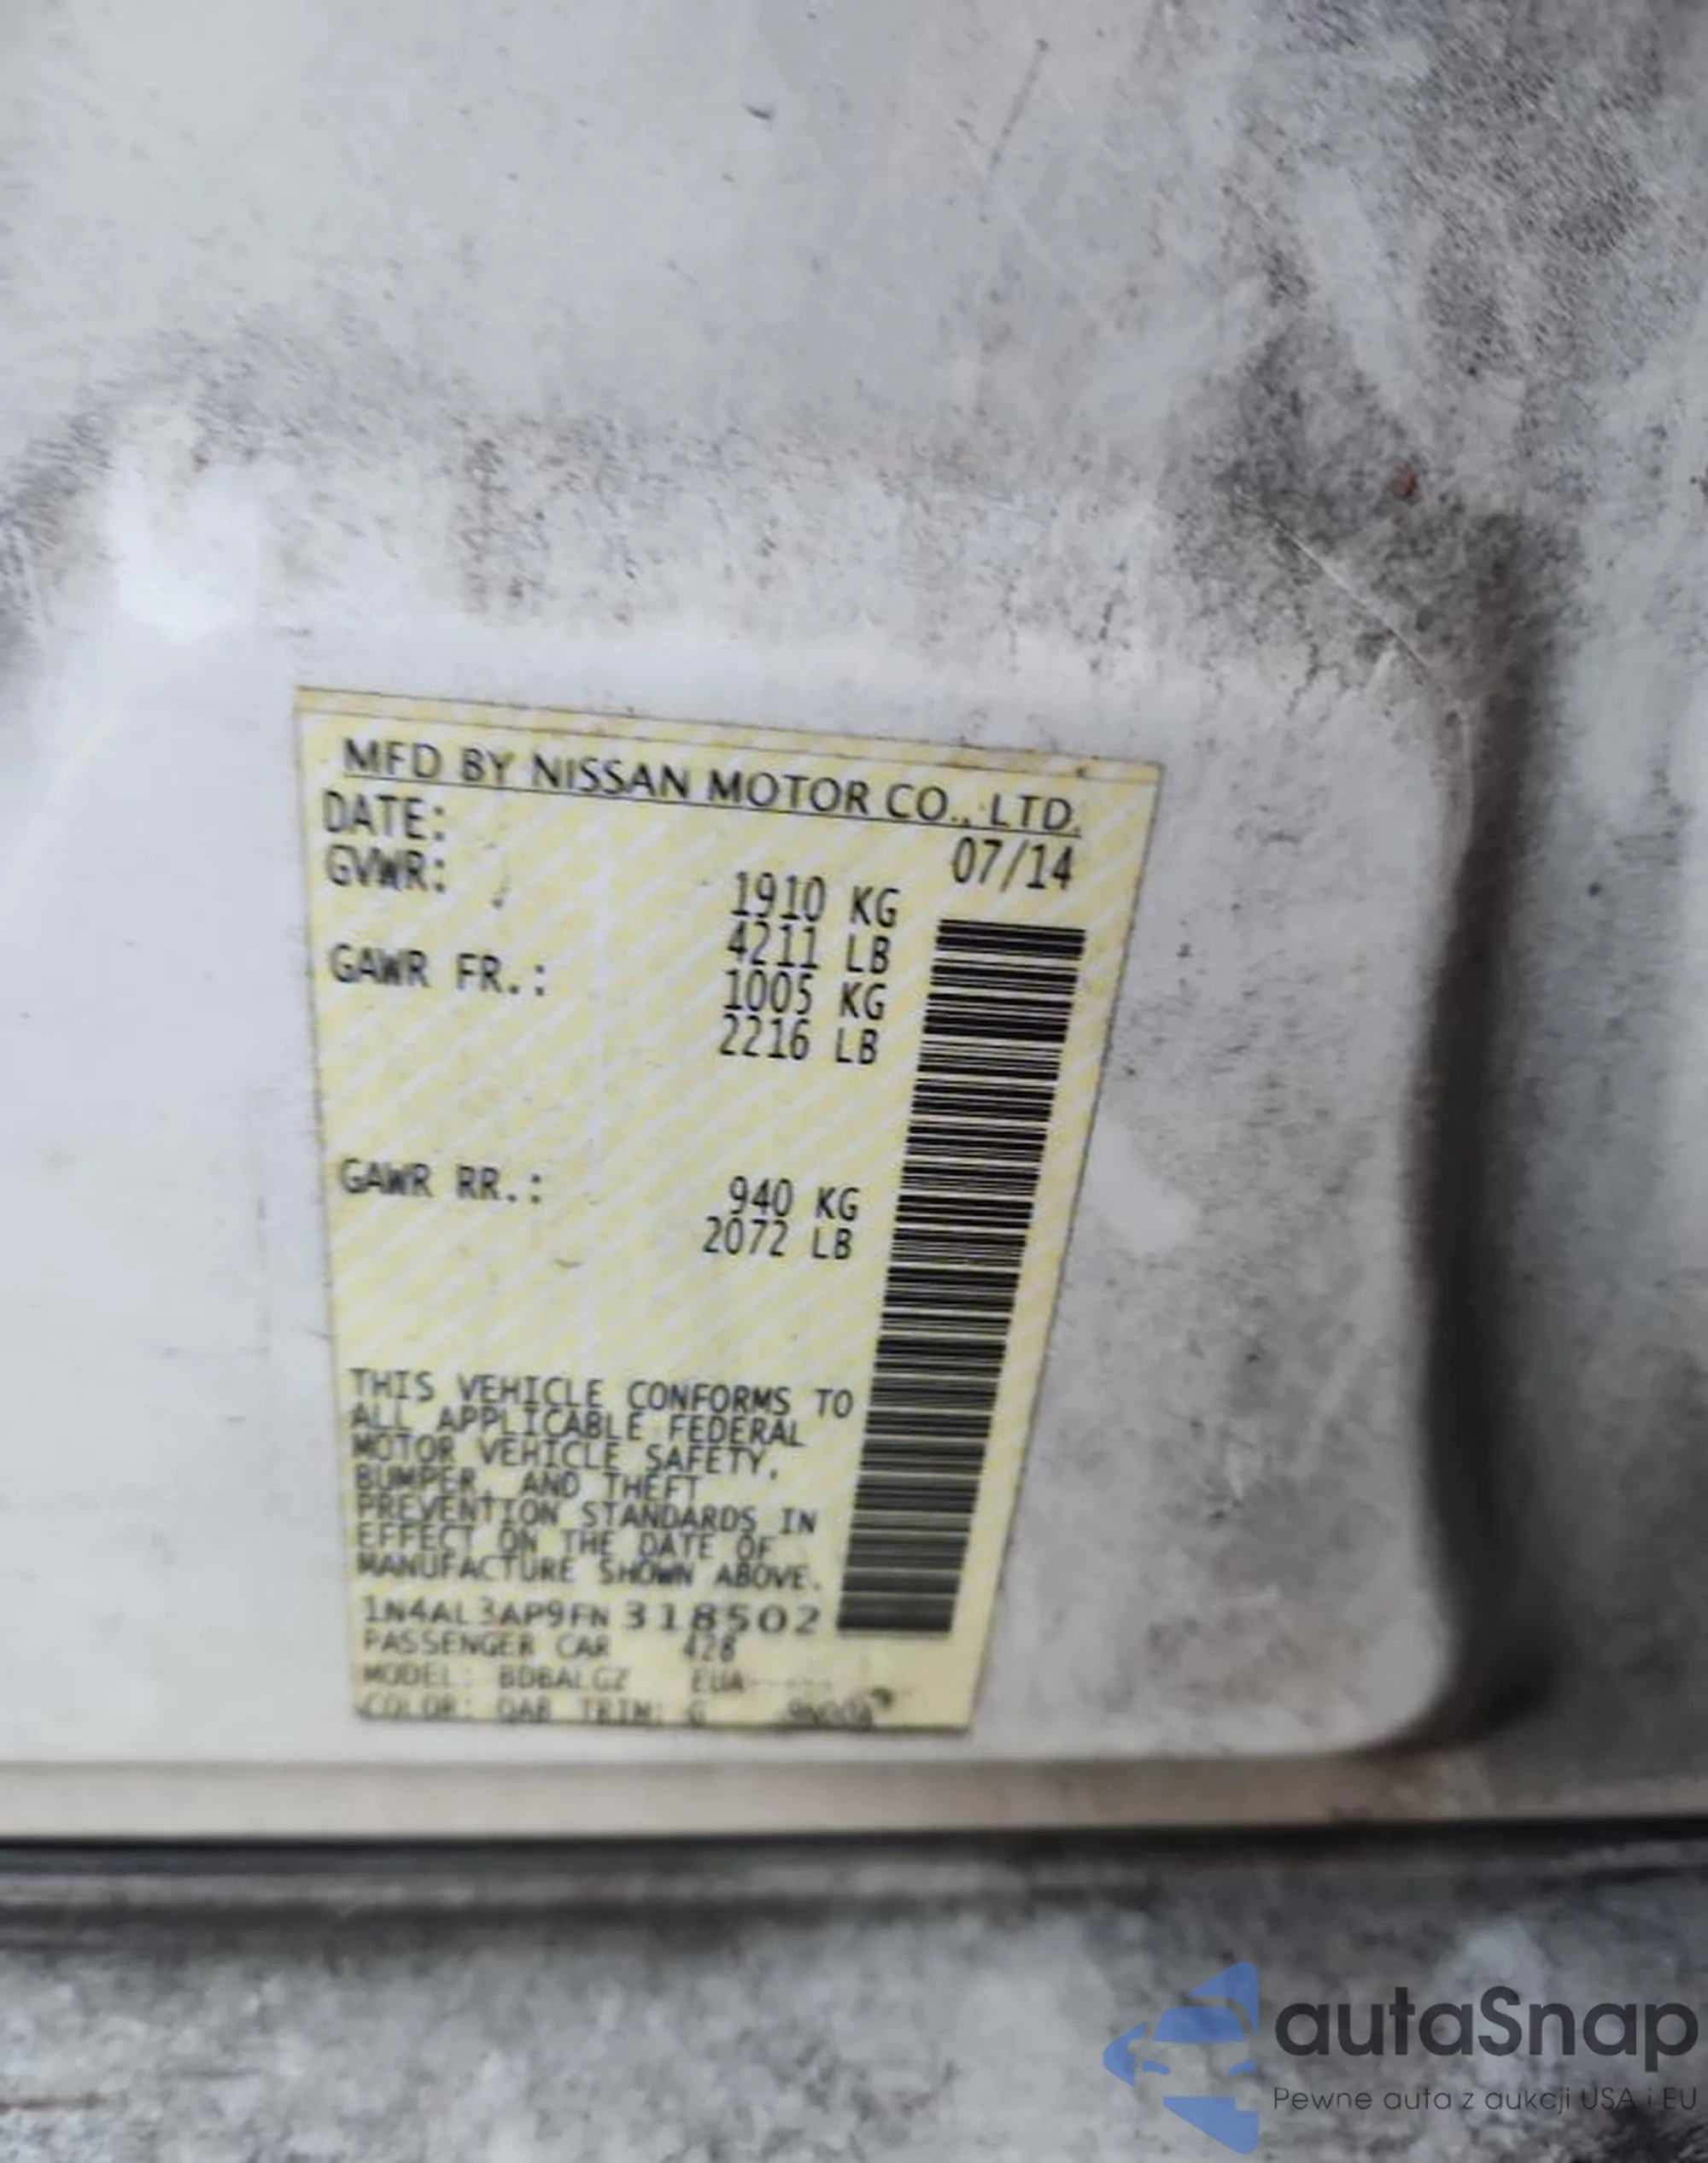 MFD BY NISSAN MOTOR CO., LTD.
DATE: 07/14
GVWR: 1910 KG
4211 LB
GAWR FR.: 1005 KG
2216 LB
GAWR RR.: 940 KG
2072 LB
THIS VEHICLE CONFORMS TO
ALL APPLICABLE FEDERAL
MOTOR VEHICLE SAFETY,
BUMPER, AND THEFT
PREVENTION STANDARDS IN
EFFECT ON THE DATE OF
MANUFACTURE SHOWN ABOVE.
1N4AL3AP9FN318502
PASSENGER CAR 428
MODEL: BDBALGZ EUA
COLOR: QAB TRIM: G
autaSnap
Pewne auta z aukcji USA i EU